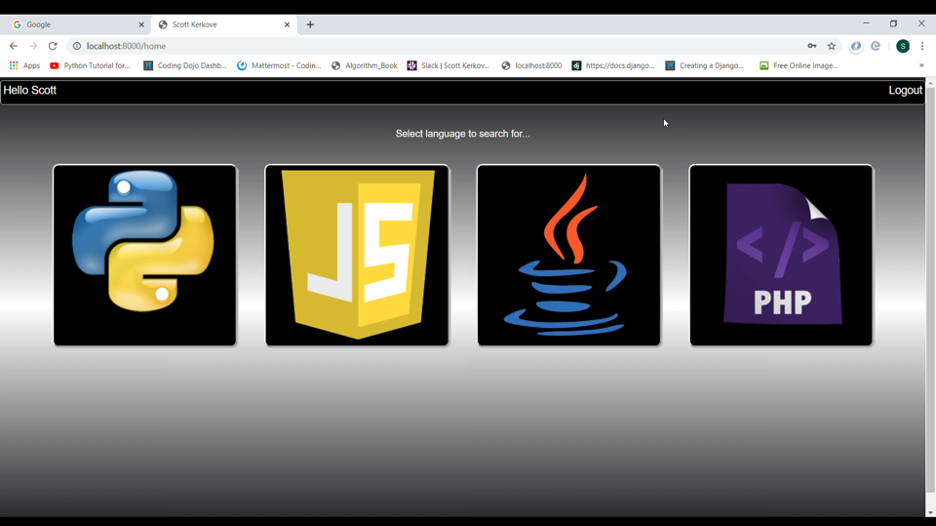 Google
Scott Kerkove
localhost:8000/home
S
Apps
Python Tutorial for...
Coding Dojo Dashb...
Mattermost - Codin...
Algorithm_Book
Slack | Scott Kerkov...
localhost:8000
dj
https://docs.django...
Creating a Django...
Free Online Image...
»
Hello Scott
Logout
Select language to search for...
JS
</>
PHP